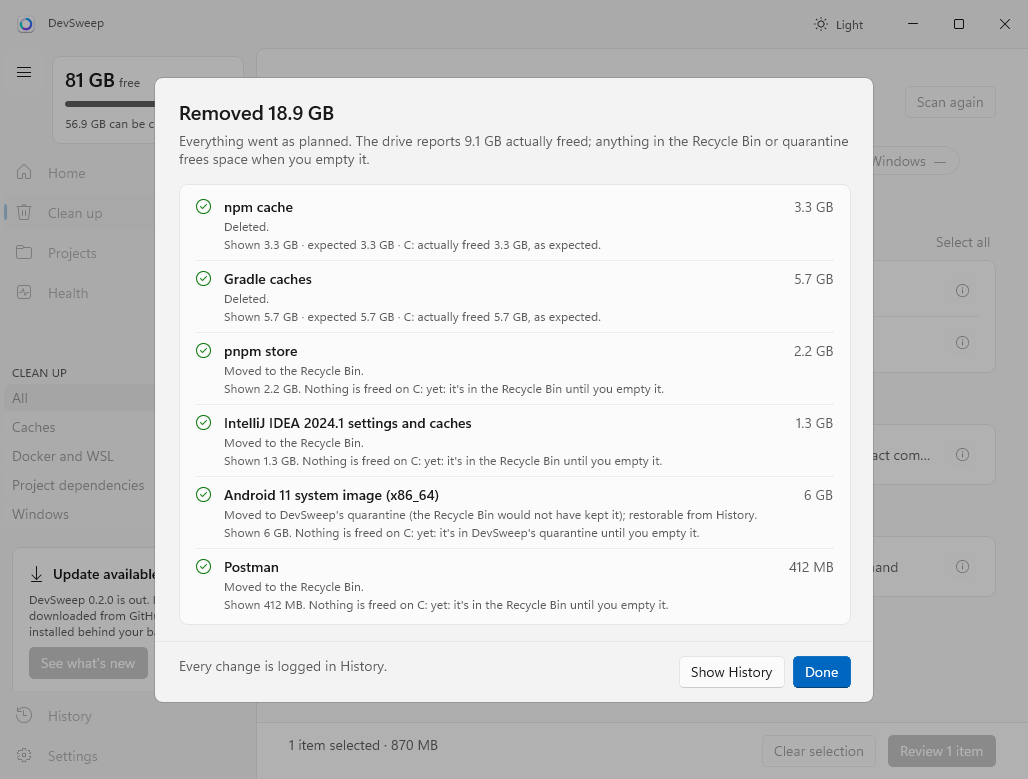 DevSweep
Light
81 GB free
56.9 GB can be c
Scan again
Home
Clean up
Projects
Health
CLEAN UP
All
Caches
Docker and WSL
Project dependencies
Windows
Update available
DevSweep 0.2.0 is out.
downloaded from GitHu
installed behind your ba
See what's new
History
Settings
Windows —
Select all
act com...
and
Removed 18.9 GB
Everything went as planned. The drive reports 9.1 GB actually freed; anything in the Recycle Bin or quarantine
frees space when you empty it.
npm cache 3.3 GB
Deleted.
Shown 3.3 GB · expected 3.3 GB · C: actually freed 3.3 GB, as expected.
Gradle caches 5.7 GB
Deleted.
Shown 5.7 GB · expected 5.7 GB · C: actually freed 5.7 GB, as expected.
pnpm store 2.2 GB
Moved to the Recycle Bin.
Shown 2.2 GB. Nothing is freed on C: yet: it's in the Recycle Bin until you empty it.
IntelliJ IDEA 2024.1 settings and caches 1.3 GB
Moved to the Recycle Bin.
Shown 1.3 GB. Nothing is freed on C: yet: it's in the Recycle Bin until you empty it.
Android 11 system image (x86_64) 6 GB
Moved to DevSweep's quarantine (the Recycle Bin would not have kept it); restorable from History.
Shown 6 GB. Nothing is freed on C: yet: it's in DevSweep's quarantine until you empty it.
Postman 412 MB
Moved to the Recycle Bin.
Shown 412 MB. Nothing is freed on C: yet: it's in the Recycle Bin until you empty it.
Every change is logged in History.
Show History
Done
1 item selected · 870 MB
Clear selection
Review 1 item